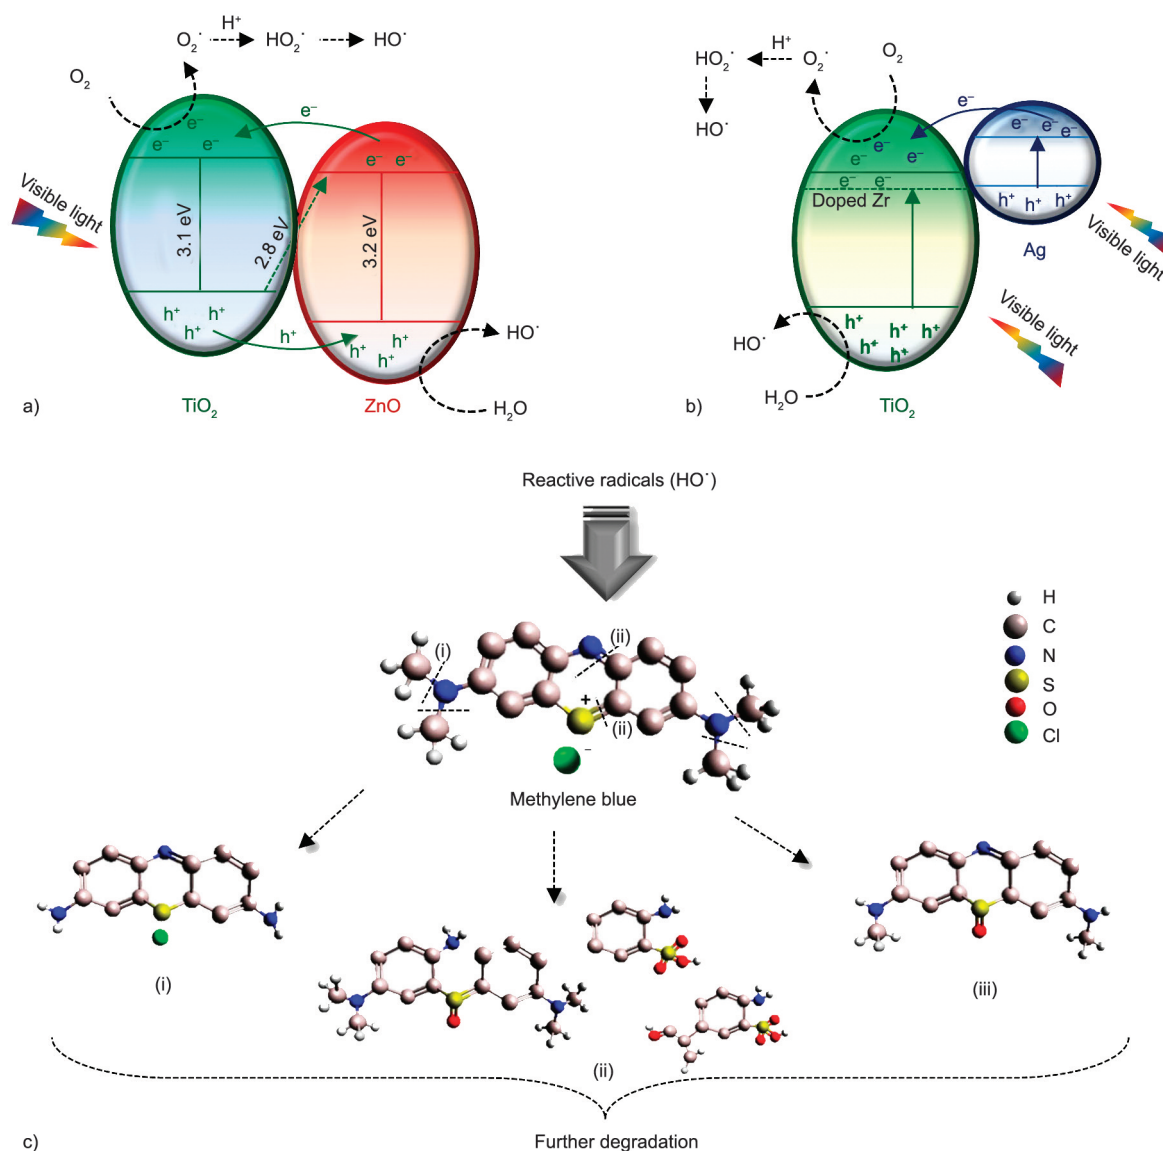 O₂˙ H⁺ HO₂˙ HO˙
O₂
e⁻
e⁻
e⁻ e⁻
e⁻ e⁻
Visible light
3.1 eV
2.8 eV
3.2 eV
h⁺ h⁺
h⁺ h⁺
h⁺
h⁺
h⁺ h⁺
h⁺
HO˙
H₂O
a)
TiO₂
ZnO
HO₂˙ H⁺ O₂˙ O₂
HO˙
e⁻
e⁻
e⁻ e⁻
e⁻ e⁻ e⁻
e⁻ e⁻ e⁻
e⁻ e⁻
Doped Zr
h⁺ h⁺ h⁺
Ag
Visible light
Visible light
h⁺ h⁺ h⁺
h⁺ h⁺
HO˙
H₂O
b)
TiO₂
Reactive radicals (HO˙)
(i)
(ii)
+
(ii)
−
Methylene blue
H
C
N
S
O
Cl
(i)
(ii)
(iii)
c)
Further degradation